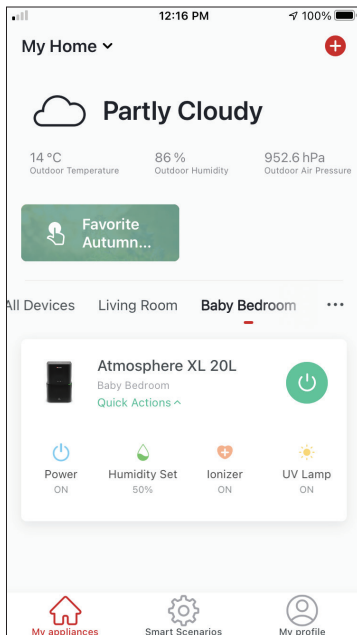 12:16 PM 100%
My Home
Partly Cloudy
14 °C 86 % 952.6 hPa
Outdoor Temperature Outdoor Humidity Outdoor Air Pressure
Favorite
Autumn...
All Devices Living Room Baby Bedroom ...
Atmosphere XL 20L
Baby Bedroom
Quick Actions
Power Humidity Set Ionizer UV Lamp
ON 50% ON ON
My appliances Smart Scenarios My profile